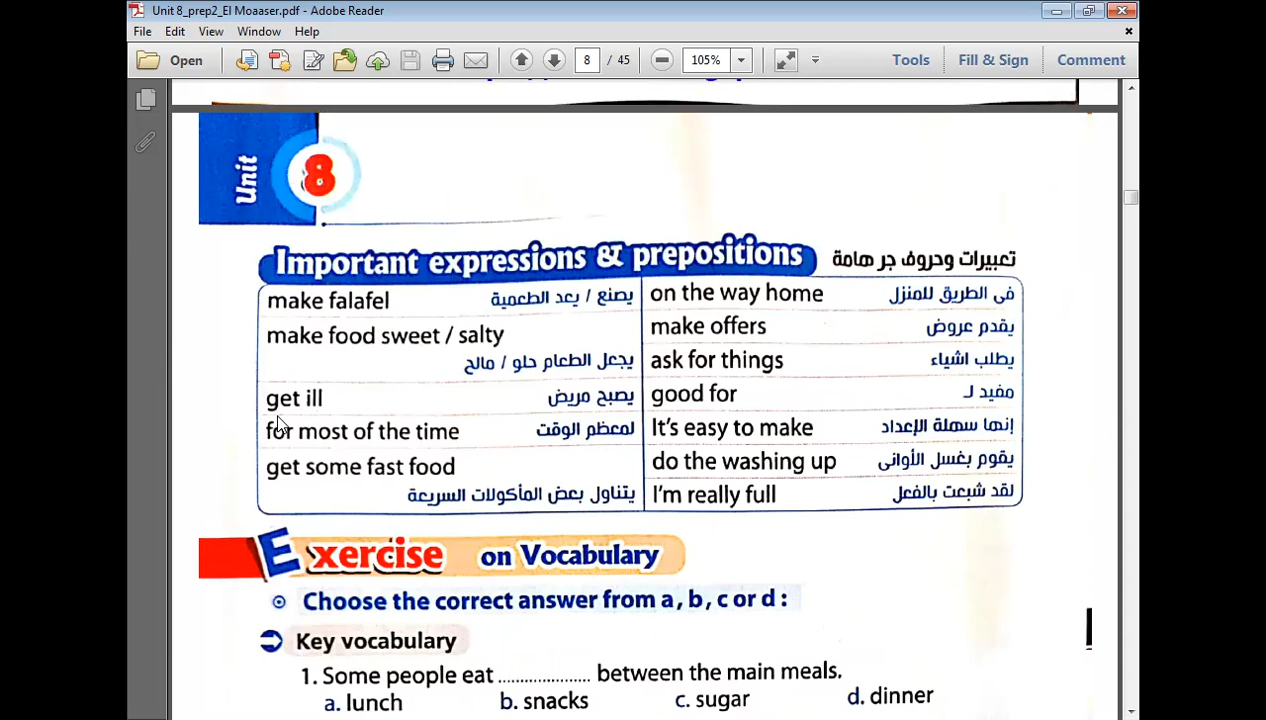 Unit 8_prep2_El Moaaser.pdf - Adobe Reader
File Edit View Window Help
Open 8 / 45 105% Tools Fill & Sign Comment
Unit 8
Important expressions & prepositions تعبيرات وحروف جر هامة
make falafel يصنع / يعد الطعمية
make food sweet / salty
يجعل الطعام حلو / مالح
get ill يصبح مريض
for most of the time لمعظم الوقت
get some fast food
يتناول بعض المأكولات السريعة
on the way home فى الطريق للمنزل
make offers يقدم عروض
ask for things يطلب اشياء
good for مفيد لـ
It's easy to make إنها سهلة الإعداد
do the washing up يقوم بغسل الأوانى
I'm really full لقد شبعت بالفعل
Exercise on Vocabulary
Choose the correct answer from a, b, c or d :
Key vocabulary
1. Some people eat .................... between the main meals.
a. lunch b. snacks c. sugar d. dinner